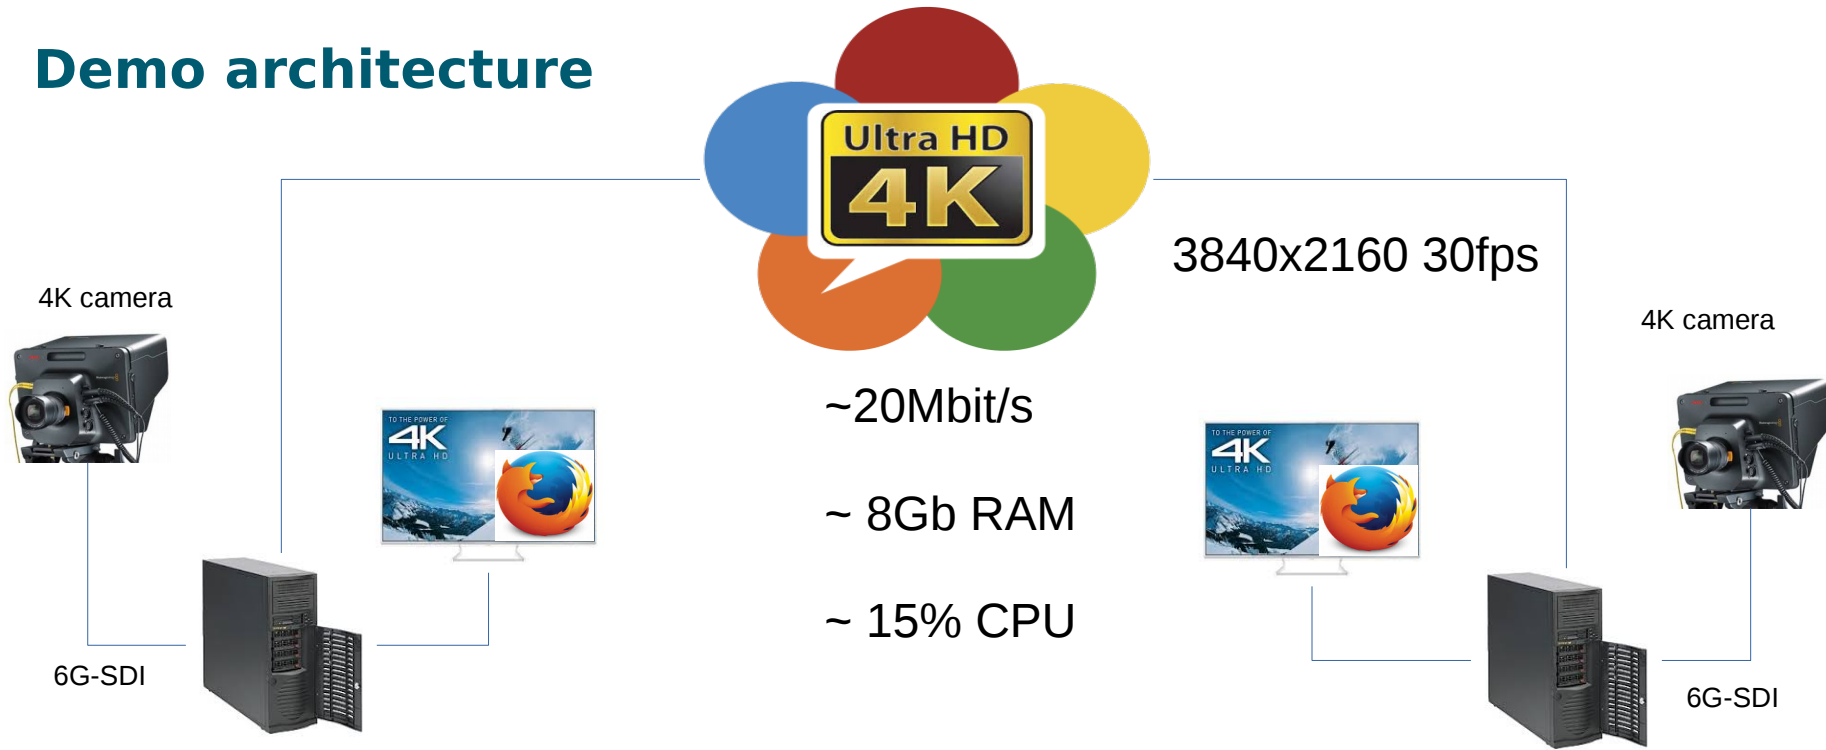 Demo architecture
Ultra HD
4K
3840x2160 30fps
4K camera
4K camera
~20Mbit/s
TO THE POWER OF
4K
ULTRA HD
TO THE POWER OF
4K
ULTRA HD
~ 8Gb RAM
~ 15% CPU
6G-SDI
6G-SDI